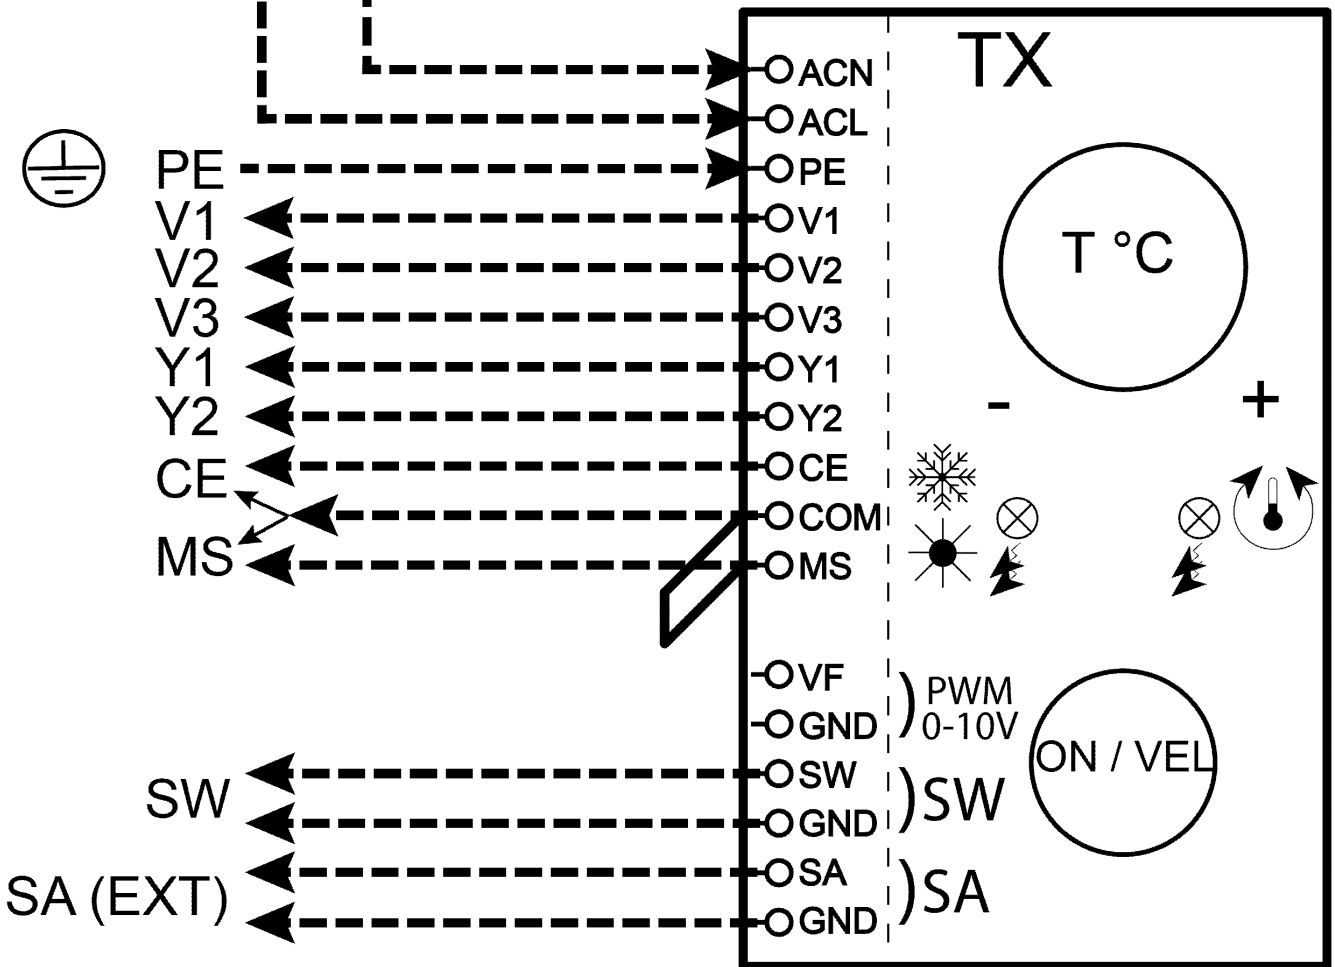 TX
ACN
ACL
PE PE
V1 V1
V2 V2
V3 V3
Y1 Y1
Y2 Y2
CE CE
COM
MS MS
T °C
- +
VF
GND
PWM
0-10V
ON / VEL
SW SW
GND
SW
SA (EXT) SA
GND
SA